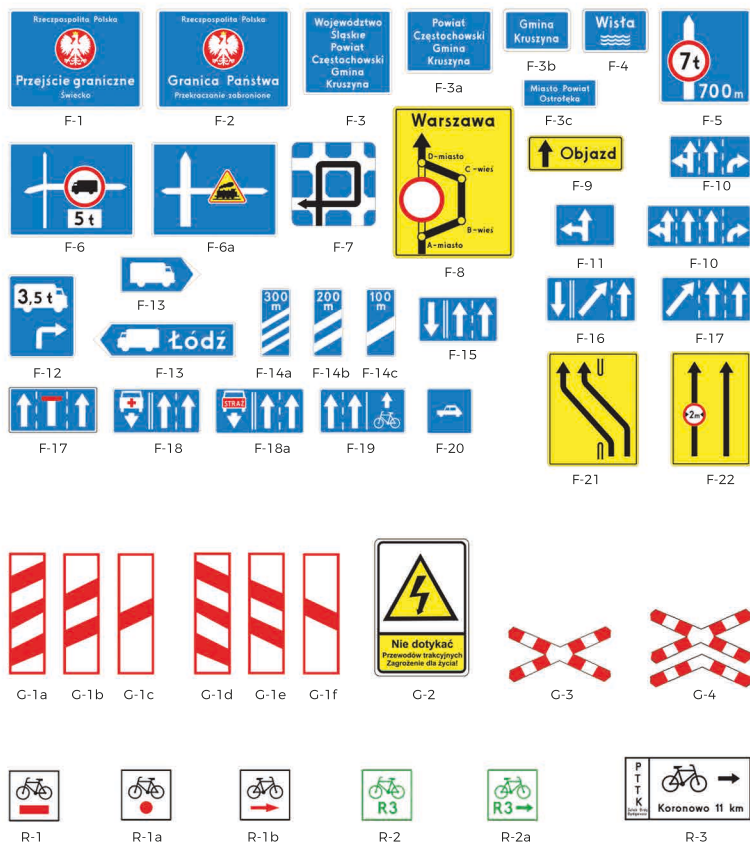 Rzeczpospolita Polska
Przejście graniczne
Świecko
F-1
Rzeczpospolita Polska
Granica Państwa
Przekraczanie zabronione
F-2
Województwo
Śląskie
Powiat
Częstochowski
Gmina
Kruszyna
F-3
Powiat
Częstochowski
Gmina
Kruszyna
F-3a
Gmina
Kruszyna
F-3b
Wisła
F-4
Miasto Powiat
Ostrołęka
F-3c
7t
700m
F-5
5 t
F-6
F-6a
F-7
Warszawa
D-miasto
C-wieś
B-wieś
A-miasto
F-8
Objazd
F-9
F-10
F-11
F-10
3,5 t
F-12
F-13
Łódź
F-13
300
m
F-14a
200
m
F-14b
100
m
F-14c
F-15
F-16
F-17
F-17
F-18
STRAŻ
F-18a
F-19
F-20
F-21
2m
F-22
G-1a
G-1b
G-1c
G-1d
G-1e
G-1f
Nie dotykać
Przewodów trakcyjnych
Zagrożenie dla życia!
G-2
G-3
G-4
R-1
R-1a
R-1b
R3
R-2
R3
R-2a
PTTK
Koronowo 11 km
R-3